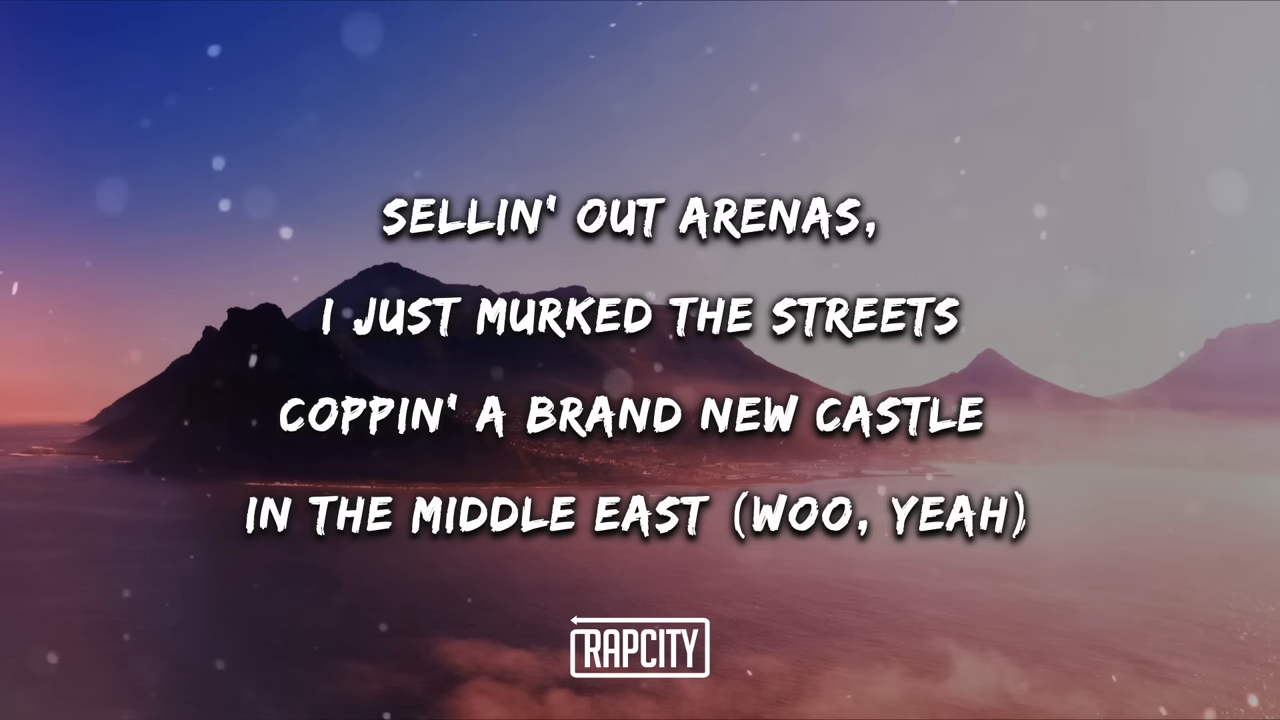 SELLIN' OUT ARENAS,
I JUST MURKED THE STREETS
COPPIN' A BRAND NEW CASTLE
IN THE MIDDLE EAST (WOO, YEAH)
RAPCITY